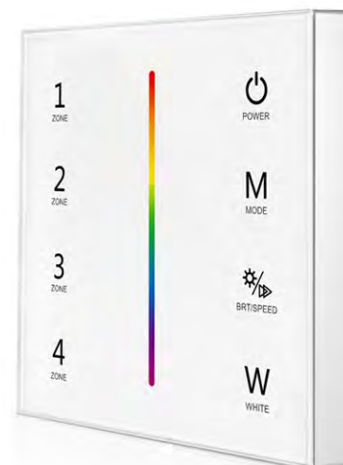 1
ZONE
2
ZONE
3
ZONE
4
ZONE
POWER
M
MODE
BRT/SPEED
W
WHITE